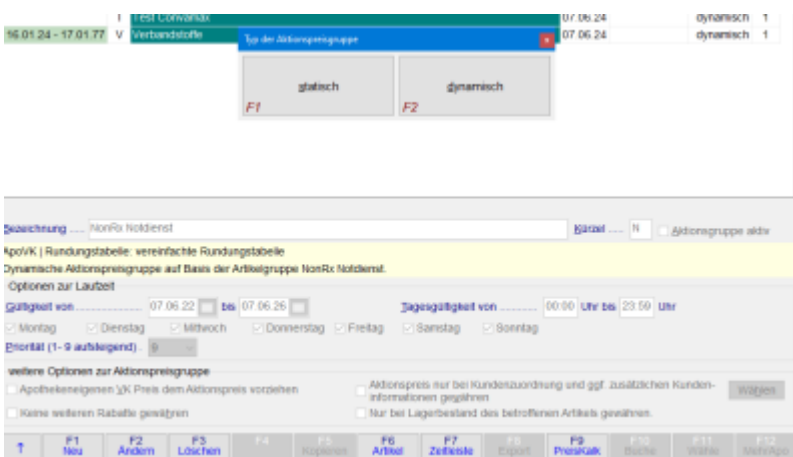 T Test Convamax 07.06.24 dynamisch 1
16.01.24 - 17.01.77 V Verbandstoffe 07.06.24 dynamisch 1
Typ der Aktionspreisgruppe
statisch
F1
dynamisch
F2
Bezeichnung ..... NonRx Notdienst Kürzel ..... N Aktionsgruppe aktiv
ApoVK | Rundungstabelle: vereinfachte Rundungstabelle
Dynamische Aktionspreisgruppe auf Basis der Artikelgruppe NonRx Notdienst.
Optionen zur Laufzeit
Gültigkeit von ..................... 07.06.22 bis 07.06.26 Tagesgültigkeit von ............ 00:00 Uhr bis 23:59 Uhr
Montag Dienstag Mittwoch Donnerstag Freitag Samstag Sonntag
Priorität (1- 9 aufsteigend) . 9
weitere Optionen zur Aktionspreisgruppe
Apothekeneigenen VK Preis dem Aktionspreis vorziehen
Aktionspreis nur bei Kundenzuordnung und ggf. zusätzlichen Kunden-
informationen gewähren
Wählen
Keine weiteren Rabatte gewähren
Nur bei Lagerbestand des betroffenen Artikels gewähren.
F1 F2 F3 F4 F5 F6 F7 F8 F9 F10 F11 F12
Neu Ändern Löschen Kopieren Artikel Zeitleiste Export PreisKalk Suche Wähle MehrApo